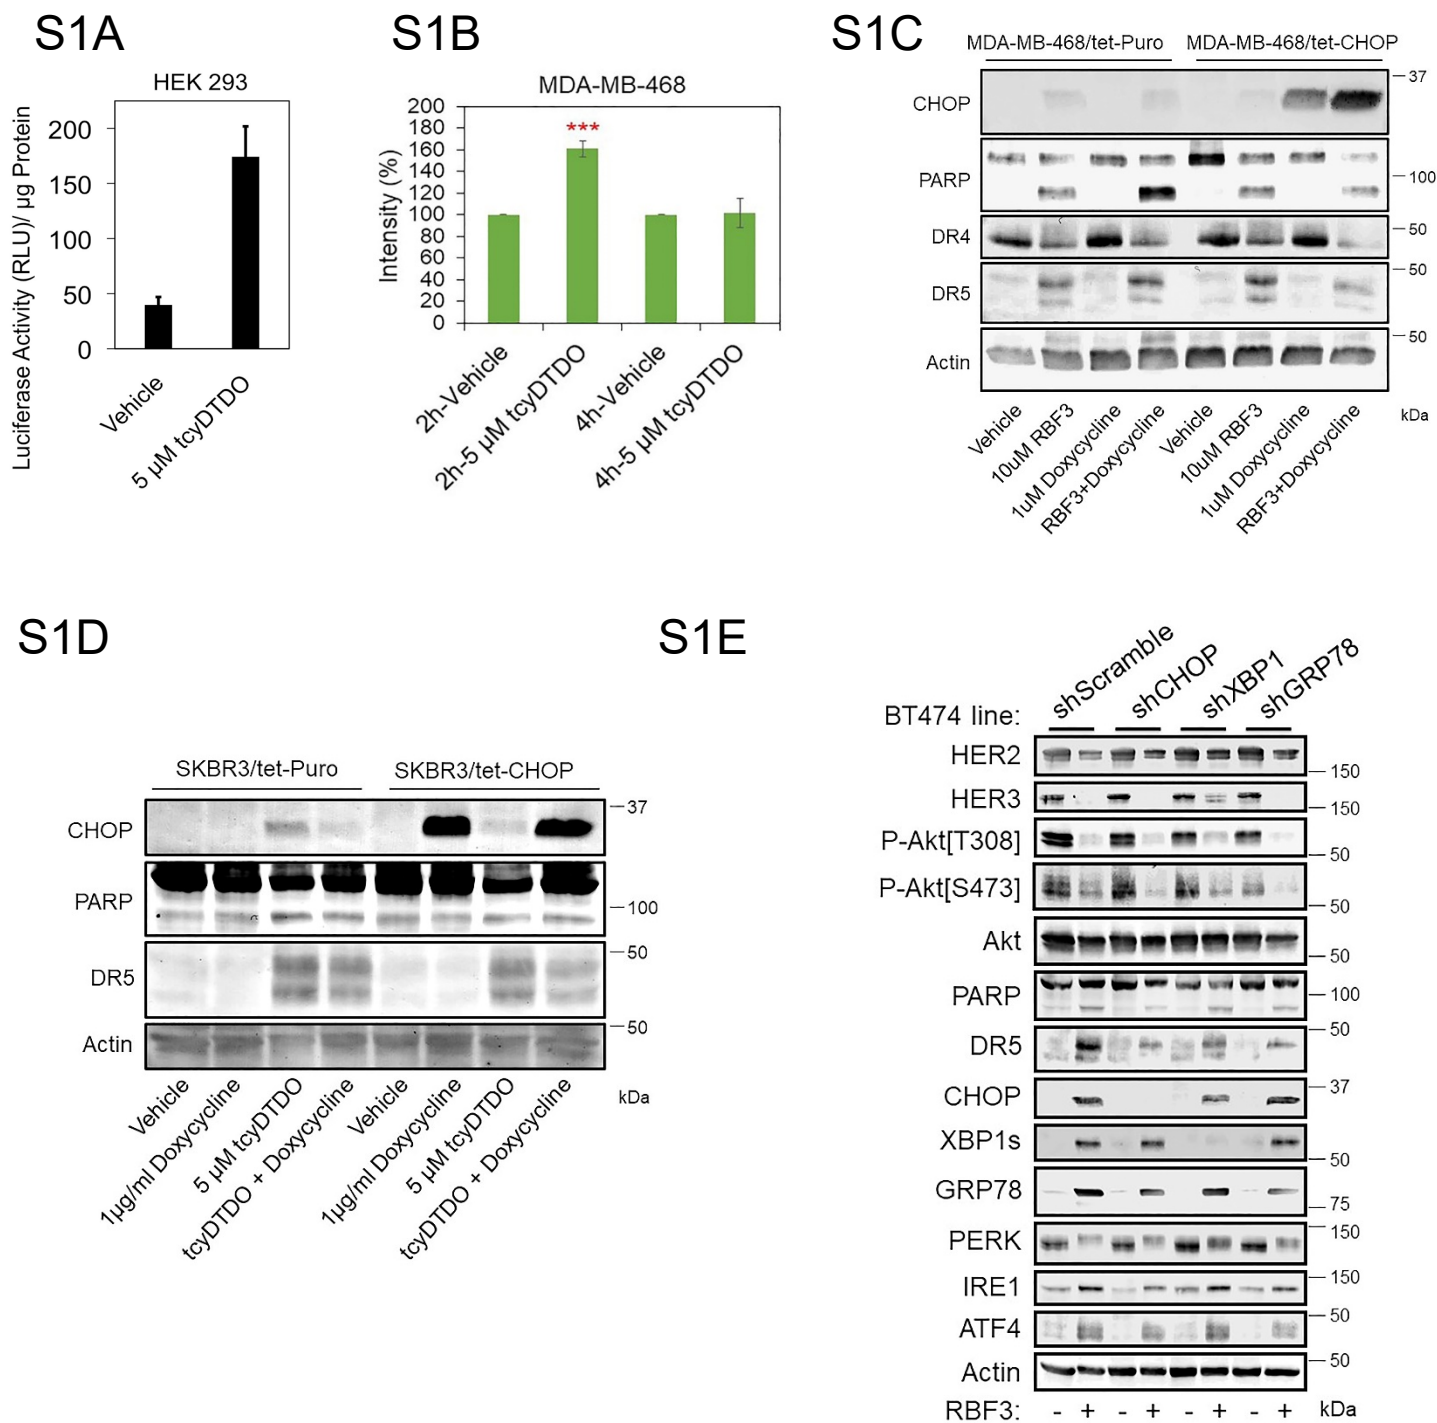 S1A
HEK 293
Luciferase Activity (RLU)/ µg Protein
200
150
100
50
0
Vehicle
5 µM tcyDTDO
S1B
MDA-MB-468
Intensity (%)
200
180
160
140
120
100
80
60
40
20
0
***
2h-Vehicle
2h-5 µM tcyDTDO
4h-Vehicle
4h-5 µM tcyDTDO
S1C
MDA-MB-468/tet-Puro MDA-MB-468/tet-CHOP
CHOP
37
PARP
100
DR4
50
DR5
50
Actin
50
kDa
Vehicle
10uM RBF3
1uM Doxycycline
RBF3+Doxycycline
Vehicle
10uM RBF3
1uM Doxycycline
RBF3+Doxycycline
S1D
SKBR3/tet-Puro SKBR3/tet-CHOP
CHOP
37
PARP
100
DR5
50
Actin
50
kDa
Vehicle
1µg/ml Doxycycline
5 µM tcyDTDO
tcyDTDO + Doxycycline
Vehicle
1µg/ml Doxycycline
5 µM tcyDTDO
tcyDTDO + Doxycycline
S1E
BT474 line:
shScramble
shCHOP
shXBP1
shGRP78
HER2
150
HER3
150
P-Akt[T308]
50
P-Akt[S473]
50
Akt
50
PARP
100
DR5
50
CHOP
37
XBP1s
50
GRP78
75
PERK
150
IRE1
150
ATF4
50
Actin
50
RBF3: - + - + - + - + kDa